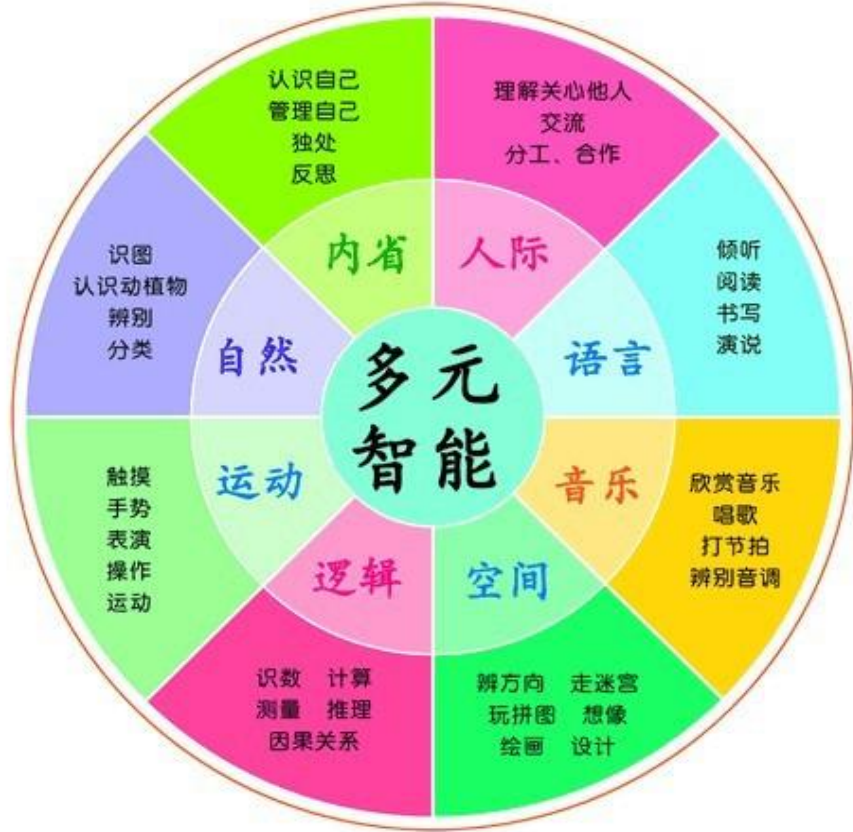 多元
智能
人际
理解关心他人
交流
分工、合作
语言
倾听
阅读
书写
演说
音乐
欣赏音乐
唱歌
打节拍
辨别音调
空间
辨方向 走迷宫
玩拼图 想像
绘画 设计
逻辑
识数 计算
测量 推理
因果关系
运动
触摸
手势
表演
操作
运动
自然
识图
认识动植物
辨别
分类
内省
认识自己
管理自己
独处
反思